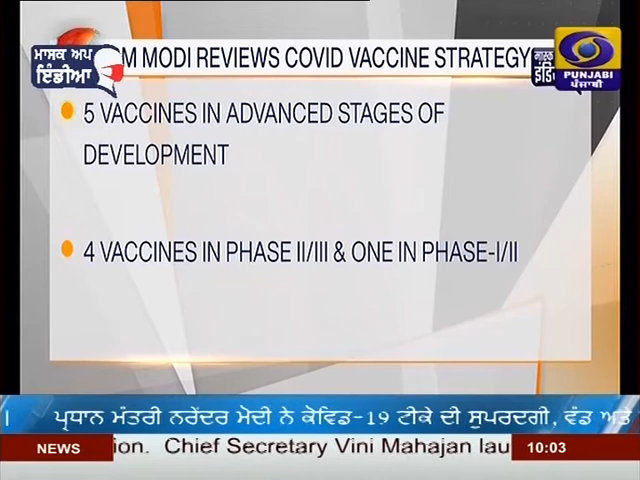 ਮਾਸਕ ਅਪ
ਇੰਡੀਆ
M MODI REVIEWS COVID VACCINE STRATEGY
PUNJABI
ਪੰਜਾਬੀ
5 VACCINES IN ADVANCED STAGES OF
DEVELOPMENT
4 VACCINES IN PHASE II/III & ONE IN PHASE-I/II
। ਪ੍ਰਧਾਨ ਮੰਤਰੀ ਨਰੇਂਦਰ ਮੋਦੀ ਨੇ ਕੋਵਿਡ-19 ਟੀਕੇ ਦੀ ਸੁਪਰਦਗੀ, ਵੰਡ ਅਤੇ
NEWS
ion. Chief Secretary Vini Mahajan lau
10:03